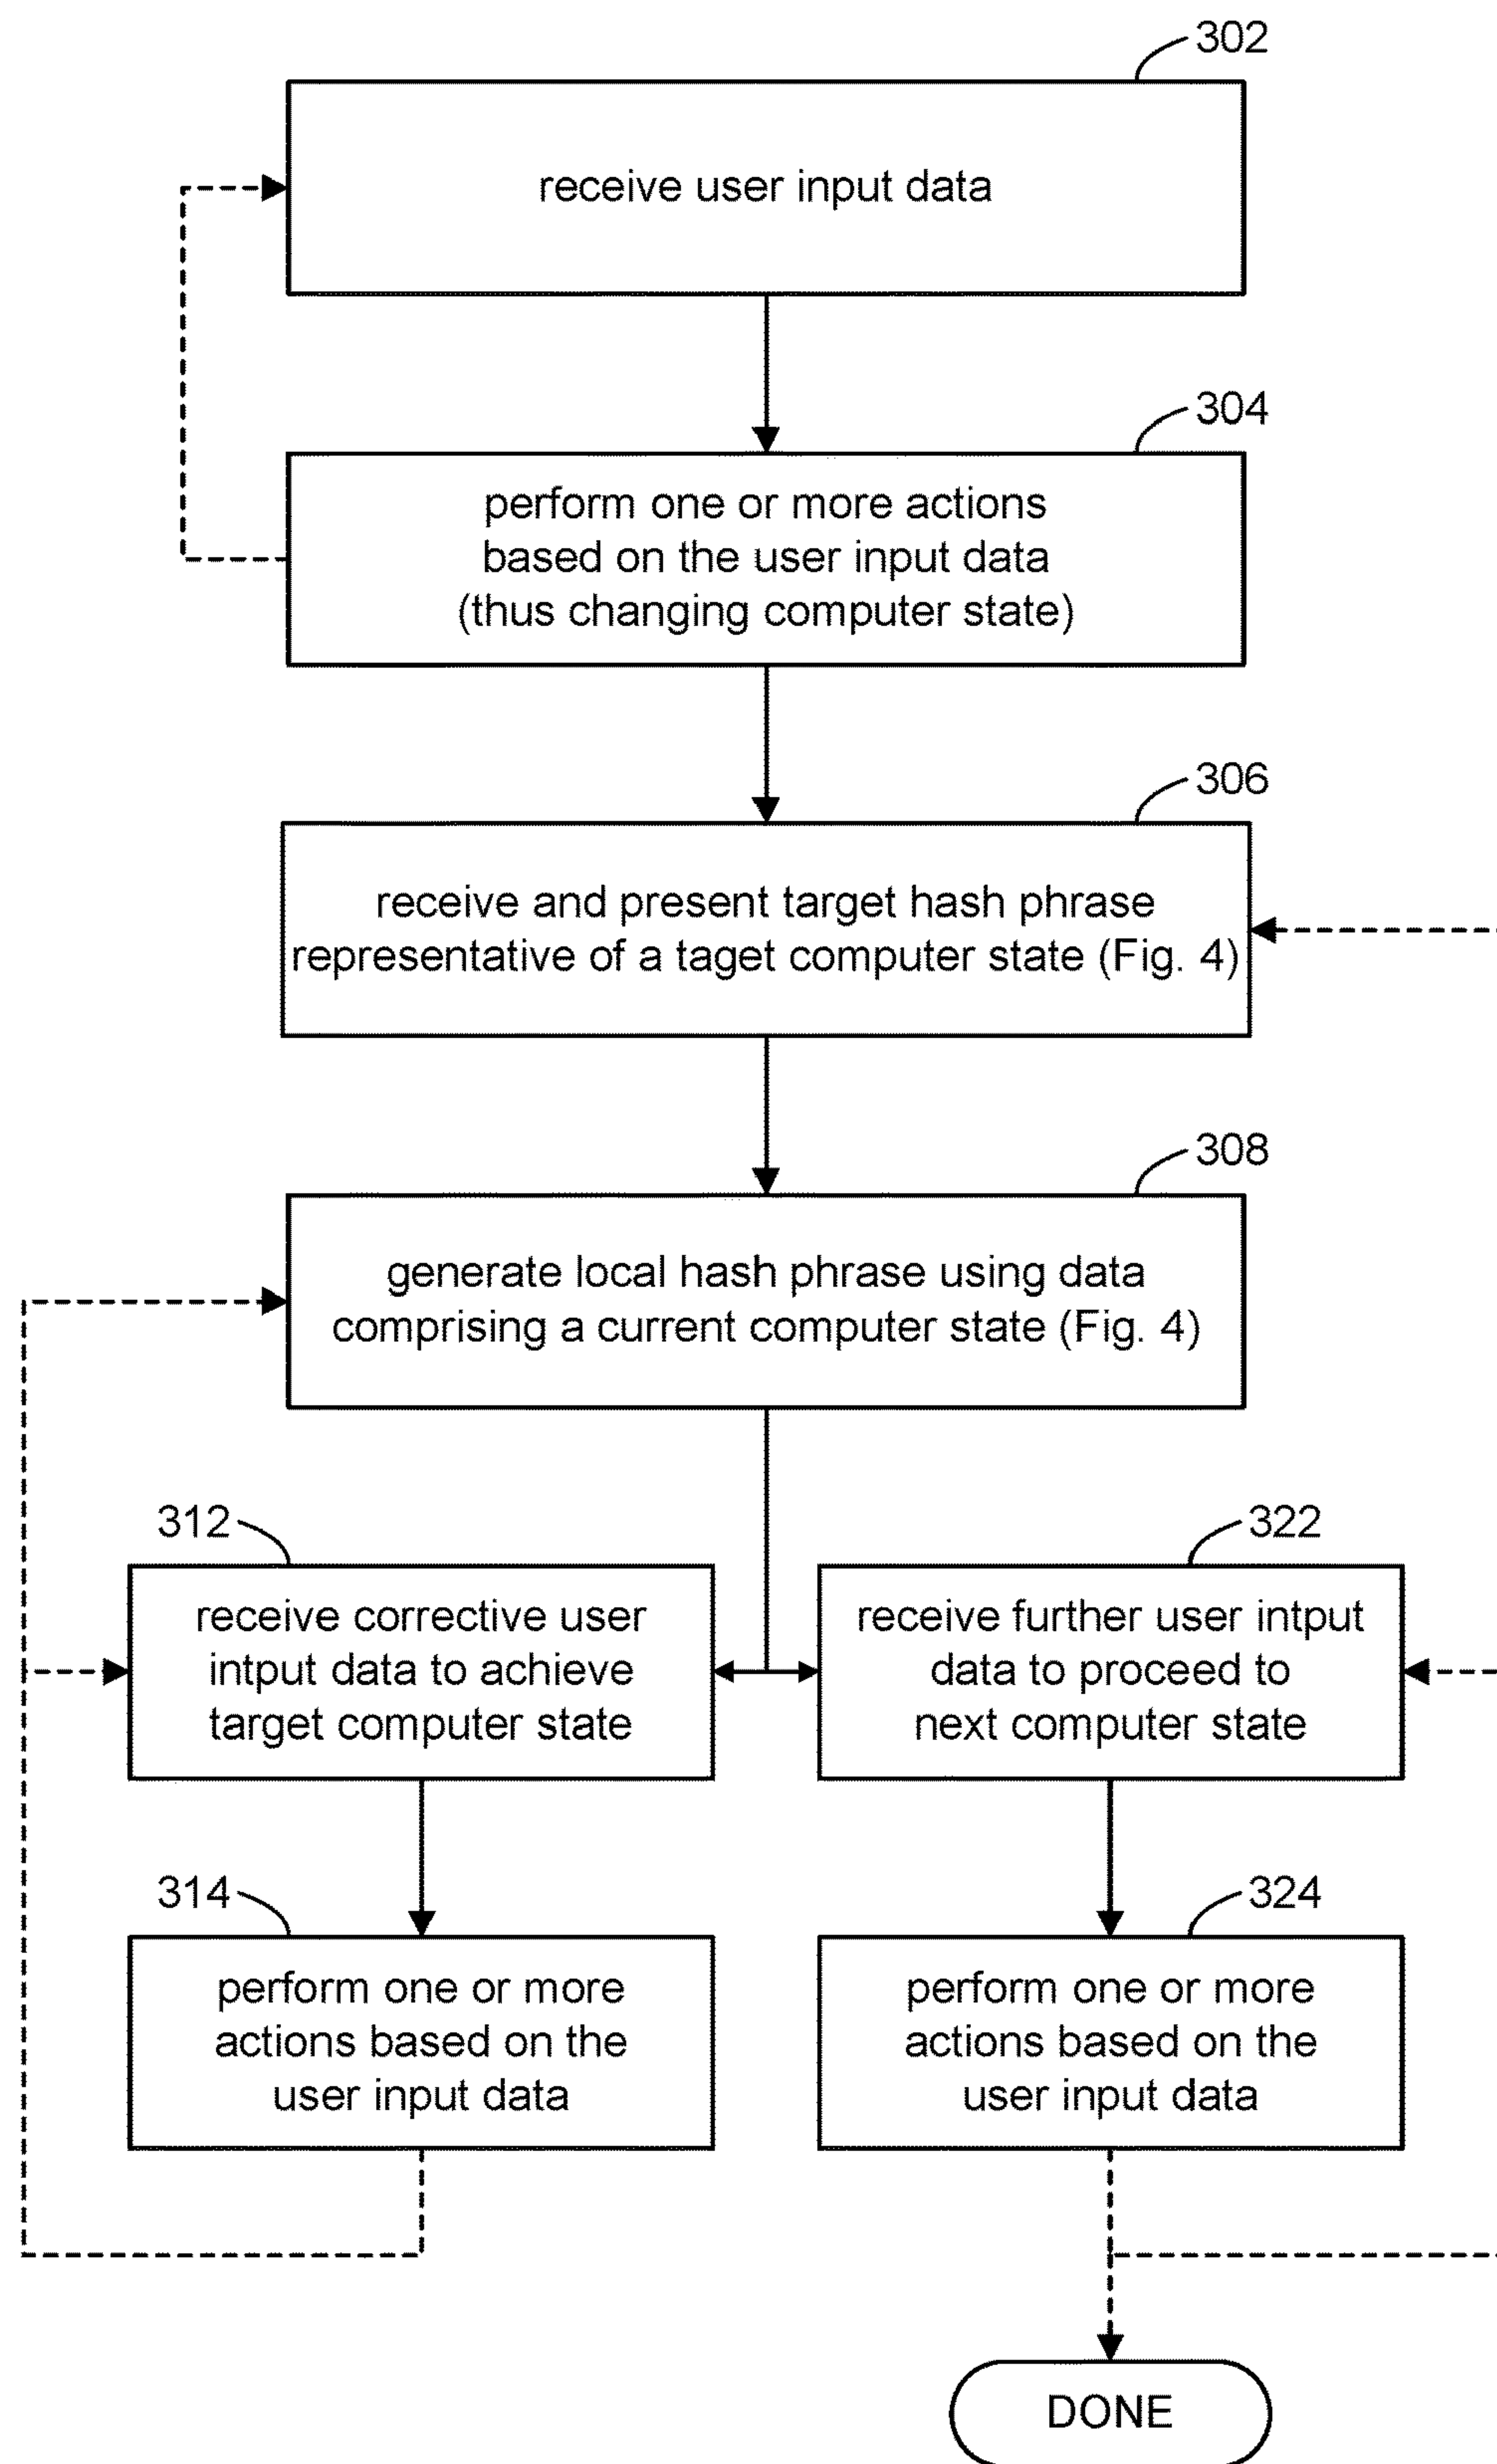 302
receive user input data
304
perform one or more actions
based on the user input data
(thus changing computer state)
306
receive and present target hash phrase
representative of a taget computer state (Fig. 4)
308
generate local hash phrase using data
comprising a current computer state (Fig. 4)
312
receive corrective user
intput data to achieve
target computer state
322
receive further user intput
data to proceed to
next computer state
314
perform one or more
actions based on the
user input data
324
perform one or more
actions based on the
user input data
DONE